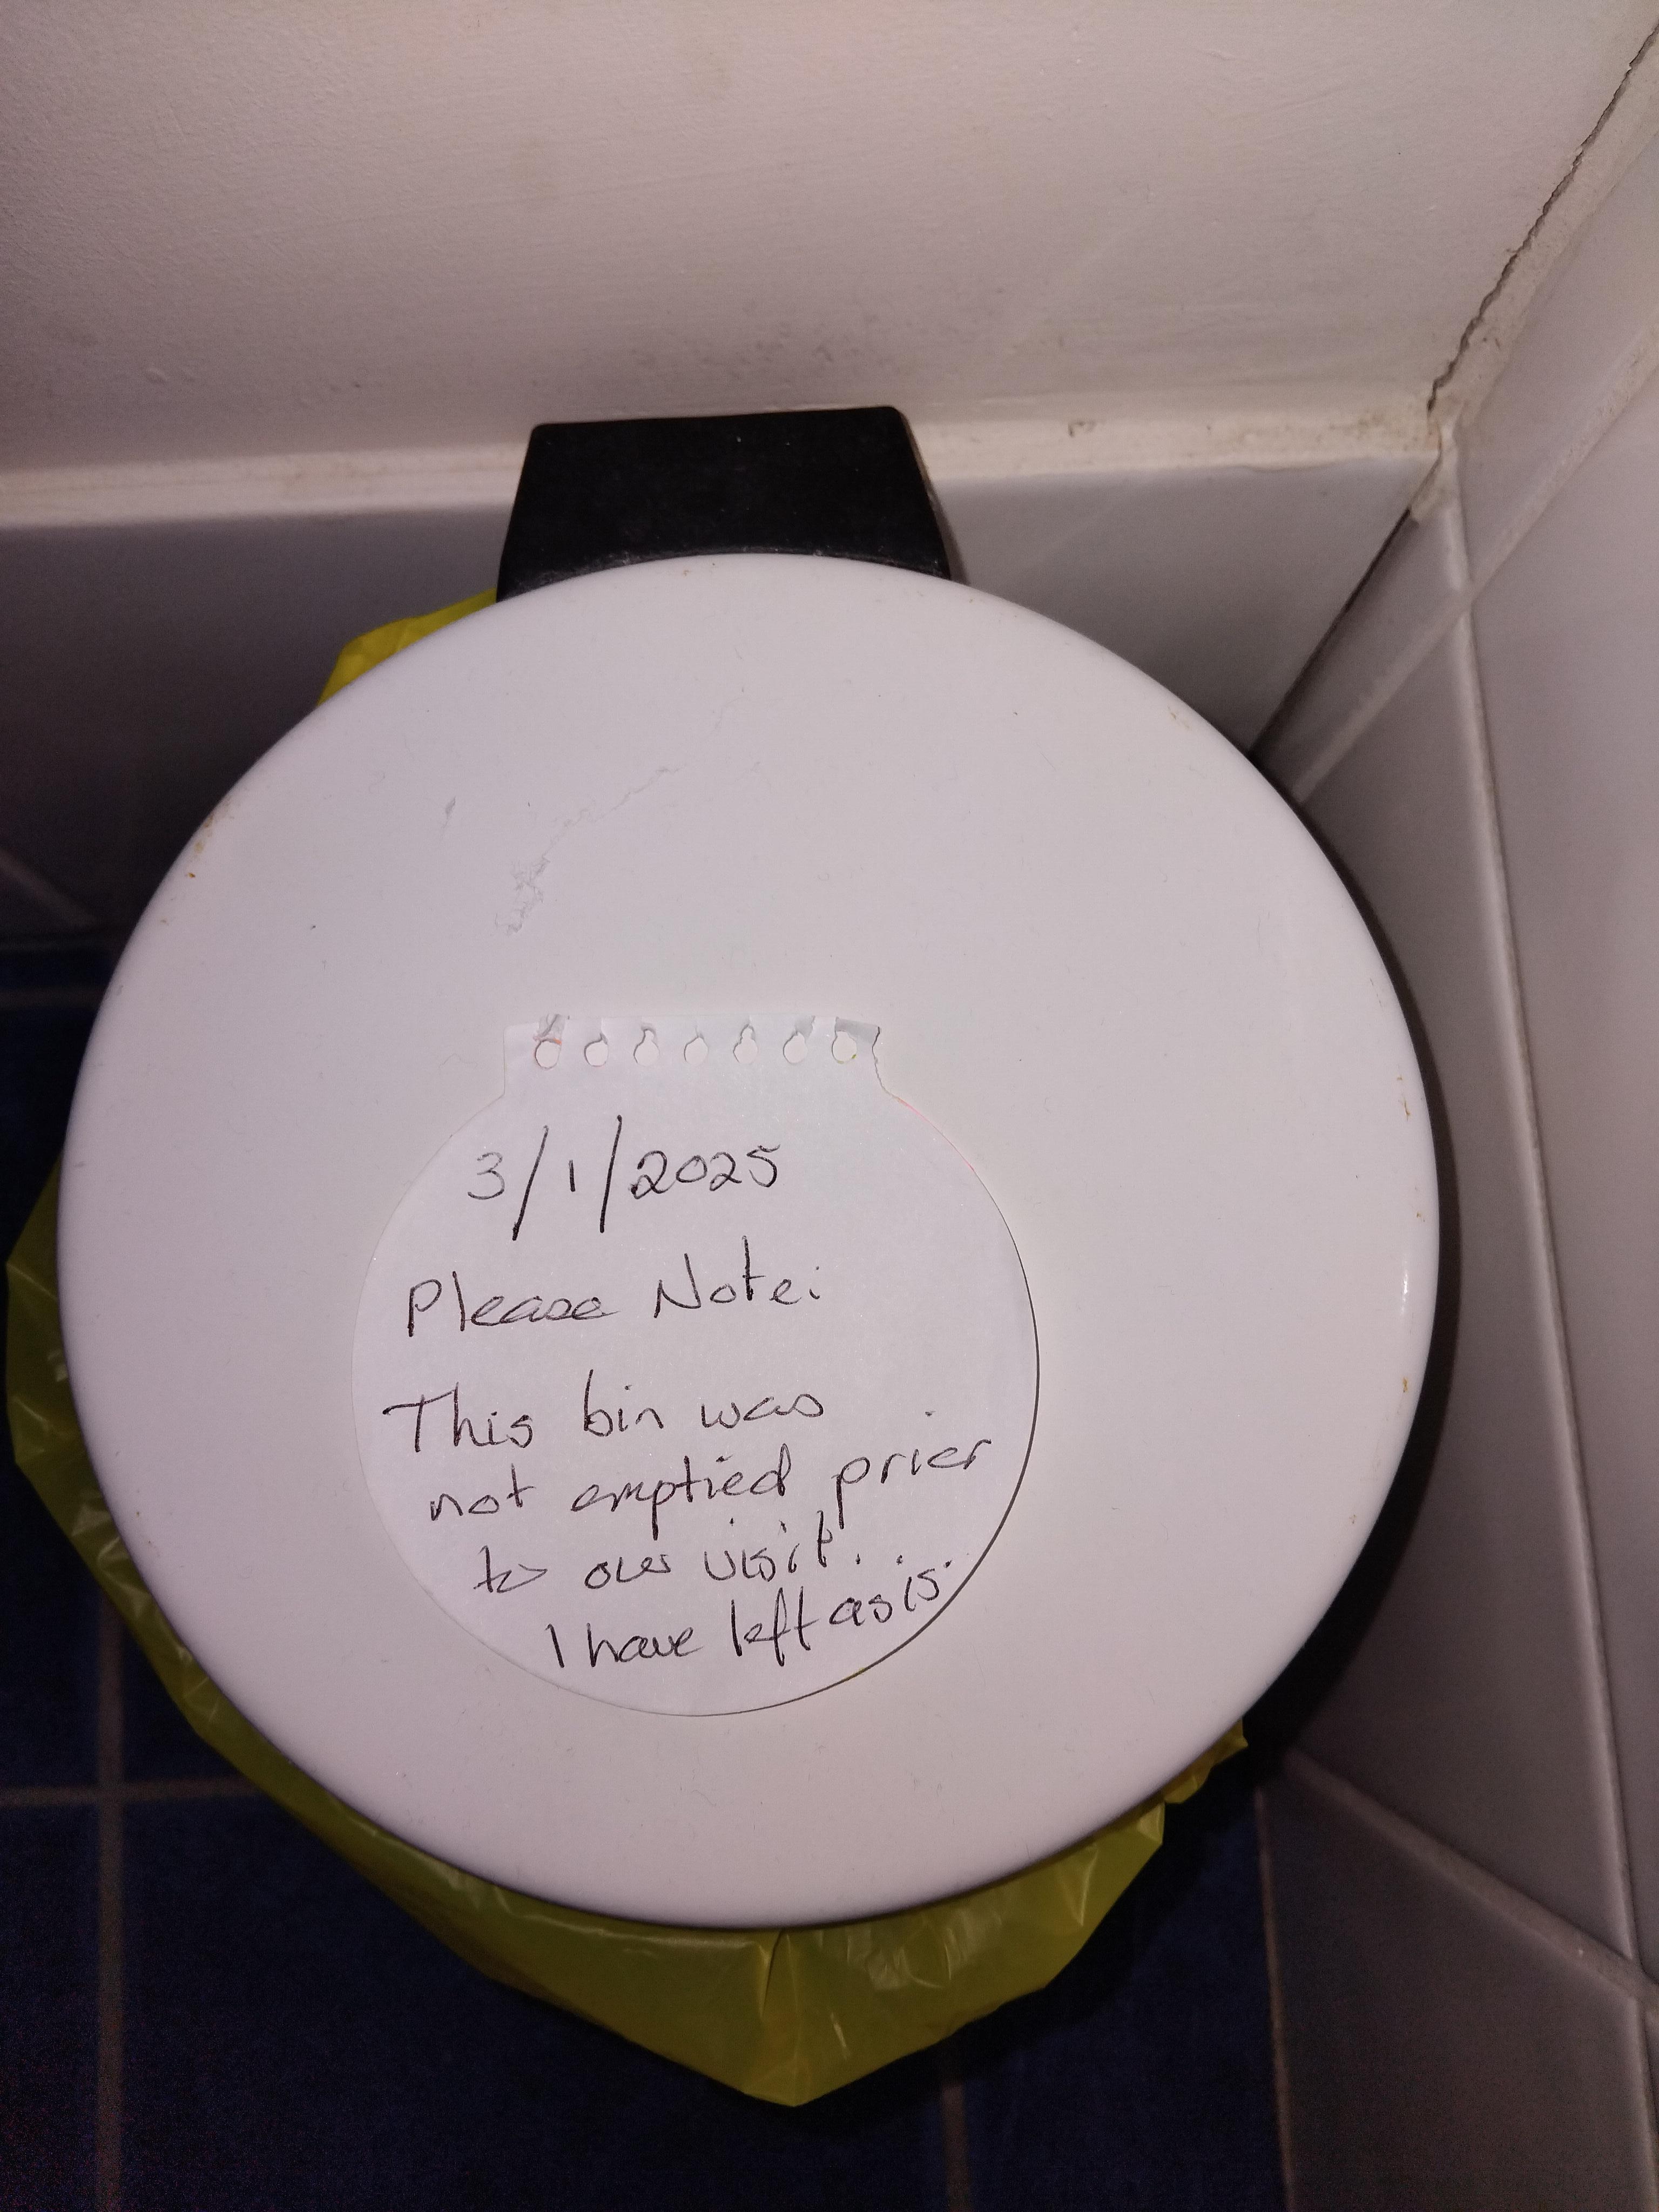 3/1/2025
Please Note:
This bin was
not emptied prier
to our visit.
I have left as is.